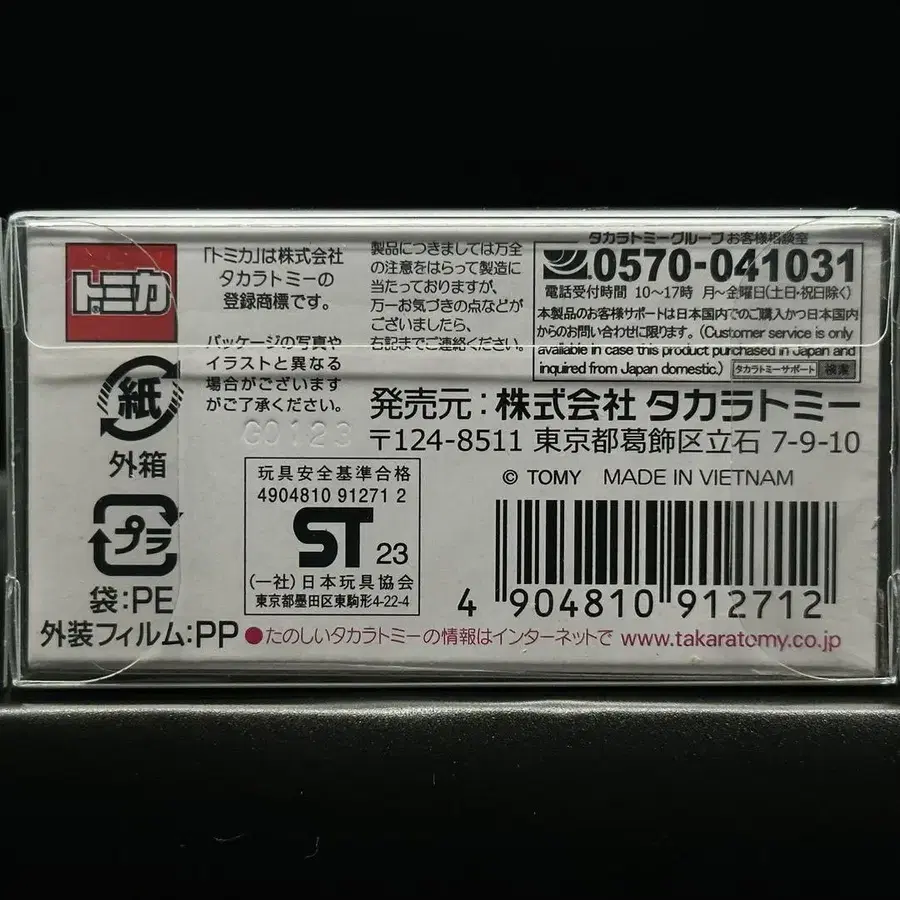 トミカ
®
「トミカ」は株式会社
タカラトミーの
登録商標です。
パッケージの写真や
イラストと異なる
場合がございます
がご了承ください。
製品につきましては万全
の注意をはらって製造に
当たっておりますが、
万一お気づきの点などが
ございましたら、
右記までご連絡ください。
タカラトミーグループ お客様相談室
0570-041031
電話受付時間 10〜17時 月〜金曜日(土日・祝日除く)
本製品のお客様サポートは日本国内でのご購入かつ日本国内
からのお問い合わせに限ります。(Customer service is only
available in case this product purchased in Japan and
inquired from Japan domestic.) タカラトミーサポート 検索
発売元:株式会社 タカラトミー
〒124-8511 東京都葛飾区立石 7-9-10
© TOMY MADE IN VIETNAM
紙
外箱
プラ
袋:PE
外装フィルム:PP
G0123
玩具安全基準合格
4904810 91271 2
ST 23
(一社)日本玩具協会
東京都墨田区東駒形4-22-4
4 904810 912712
●たのしいタカラトミーの情報はインターネットで www.takaratomy.co.jp